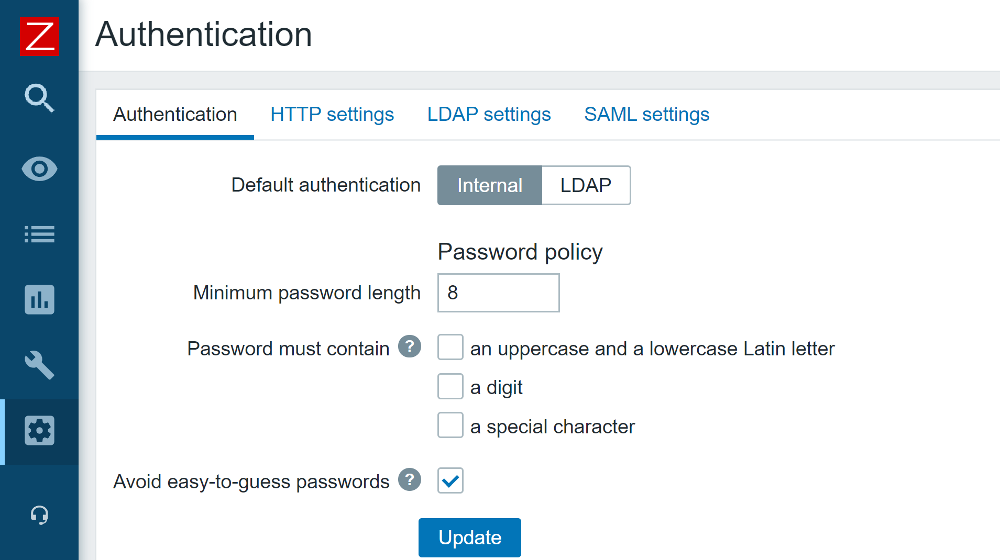 Z
Authentication
Authentication HTTP settings LDAP settings SAML settings
Default authentication Internal LDAP
Password policy
Minimum password length 8
Password must contain ? an uppercase and a lowercase Latin letter
a digit
a special character
Avoid easy-to-guess passwords ?
Update